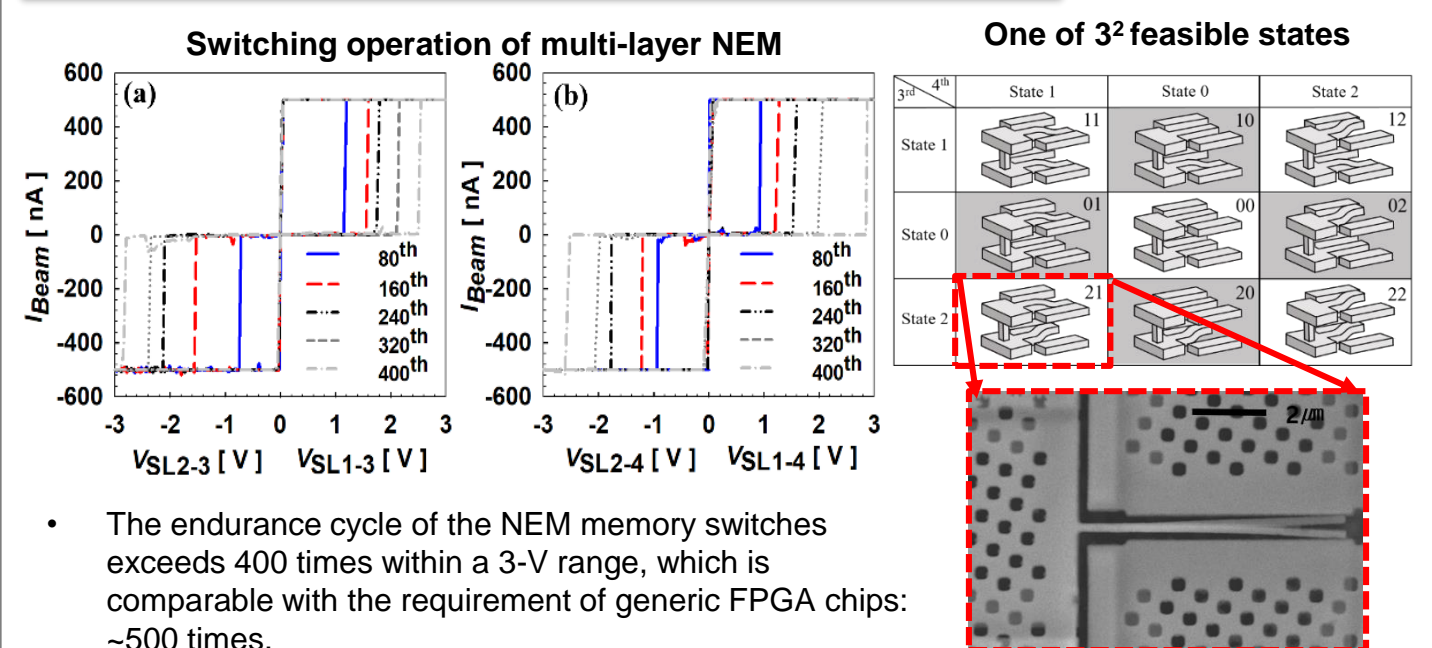 Switching operation of multi-layer NEM
One of 3² feasible states
(a)
600
400
200
0
-200
-400
-600
I_Beam [ nA ]
80th
160th
240th
320th
400th
-3 -2 -1 0 1 2 3
V_SL2-3 [ V ] V_SL1-3 [ V ]
(b)
600
400
200
0
-200
-400
-600
I_Beam [ nA ]
80th
160th
240th
320th
400th
-3 -2 -1 0 1 2 3
V_SL2-4 [ V ] V_SL1-4 [ V ]
3rd 4th State 1 State 0 State 2
State 1 11 10 12
State 0 01 00 02
State 2 21 20 22
2㎛
• The endurance cycle of the NEM memory switches
exceeds 400 times within a 3-V range, which is
comparable with the requirement of generic FPGA chips:
~500 times.